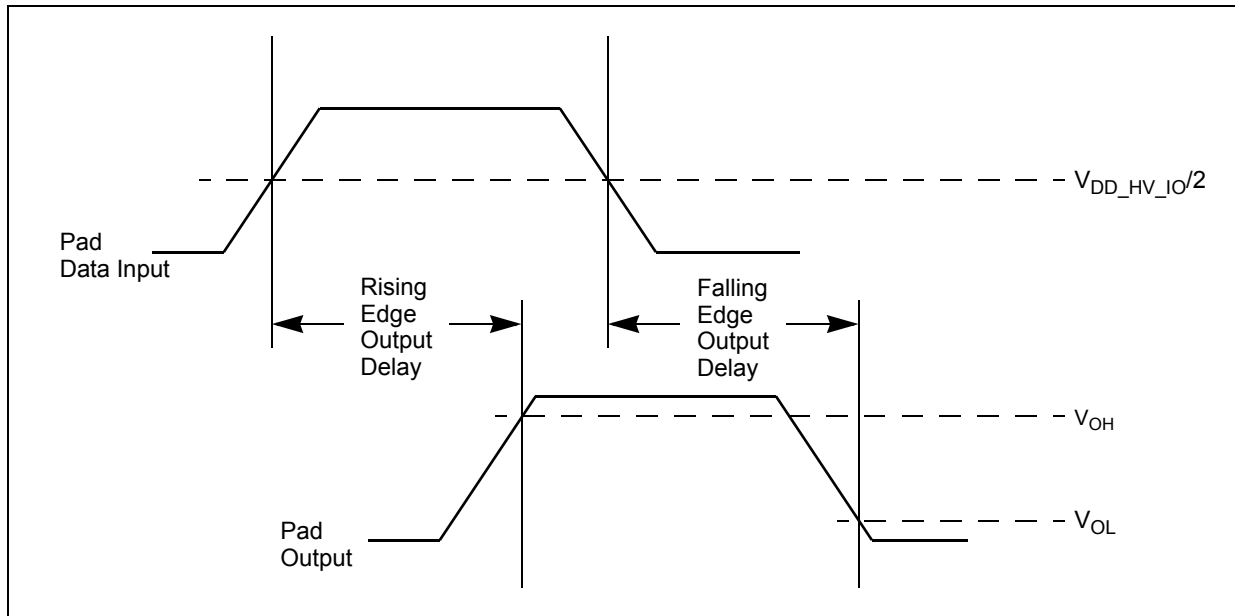 V_DD_HV_IO/2
Pad
Data Input
Rising
Edge
Output
Delay
Falling
Edge
Output
Delay
V_OH
V_OL
Pad
Output